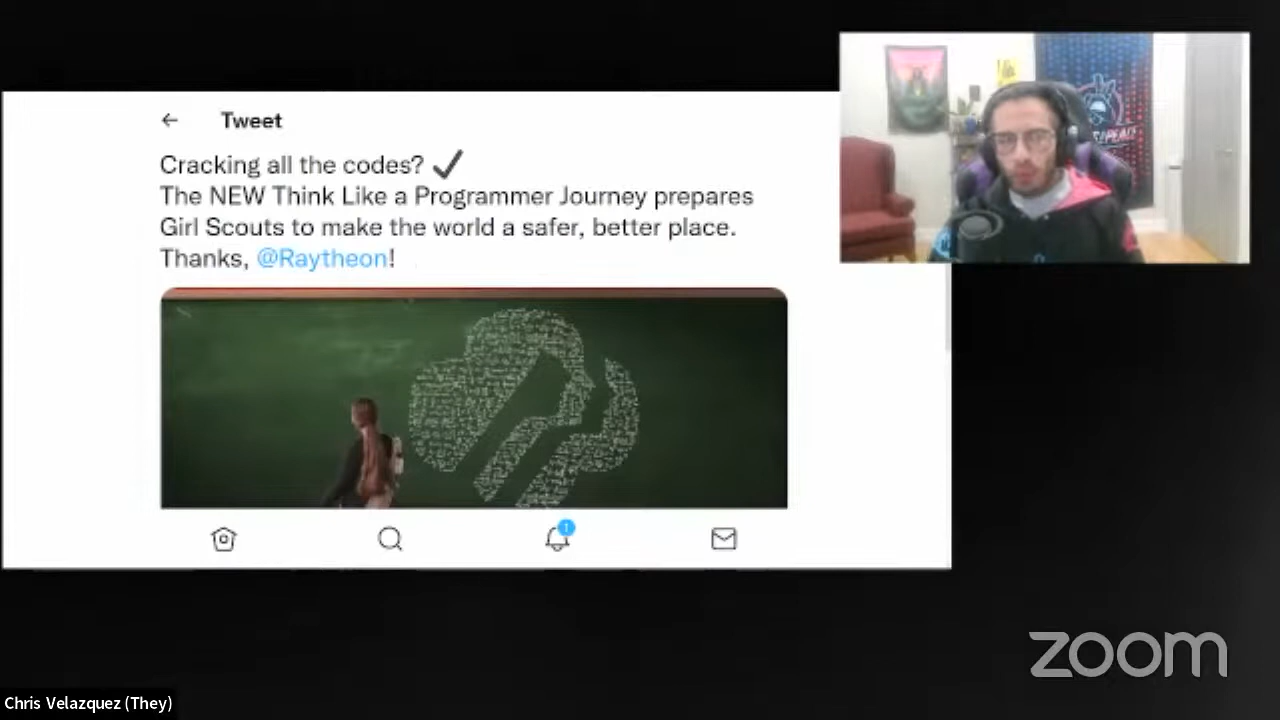 Tweet
Cracking all the codes? ✓
The NEW Think Like a Programmer Journey prepares
Girl Scouts to make the world a safer, better place.
Thanks, @Raytheon!
1
zoom
Chris Velazquez (They)